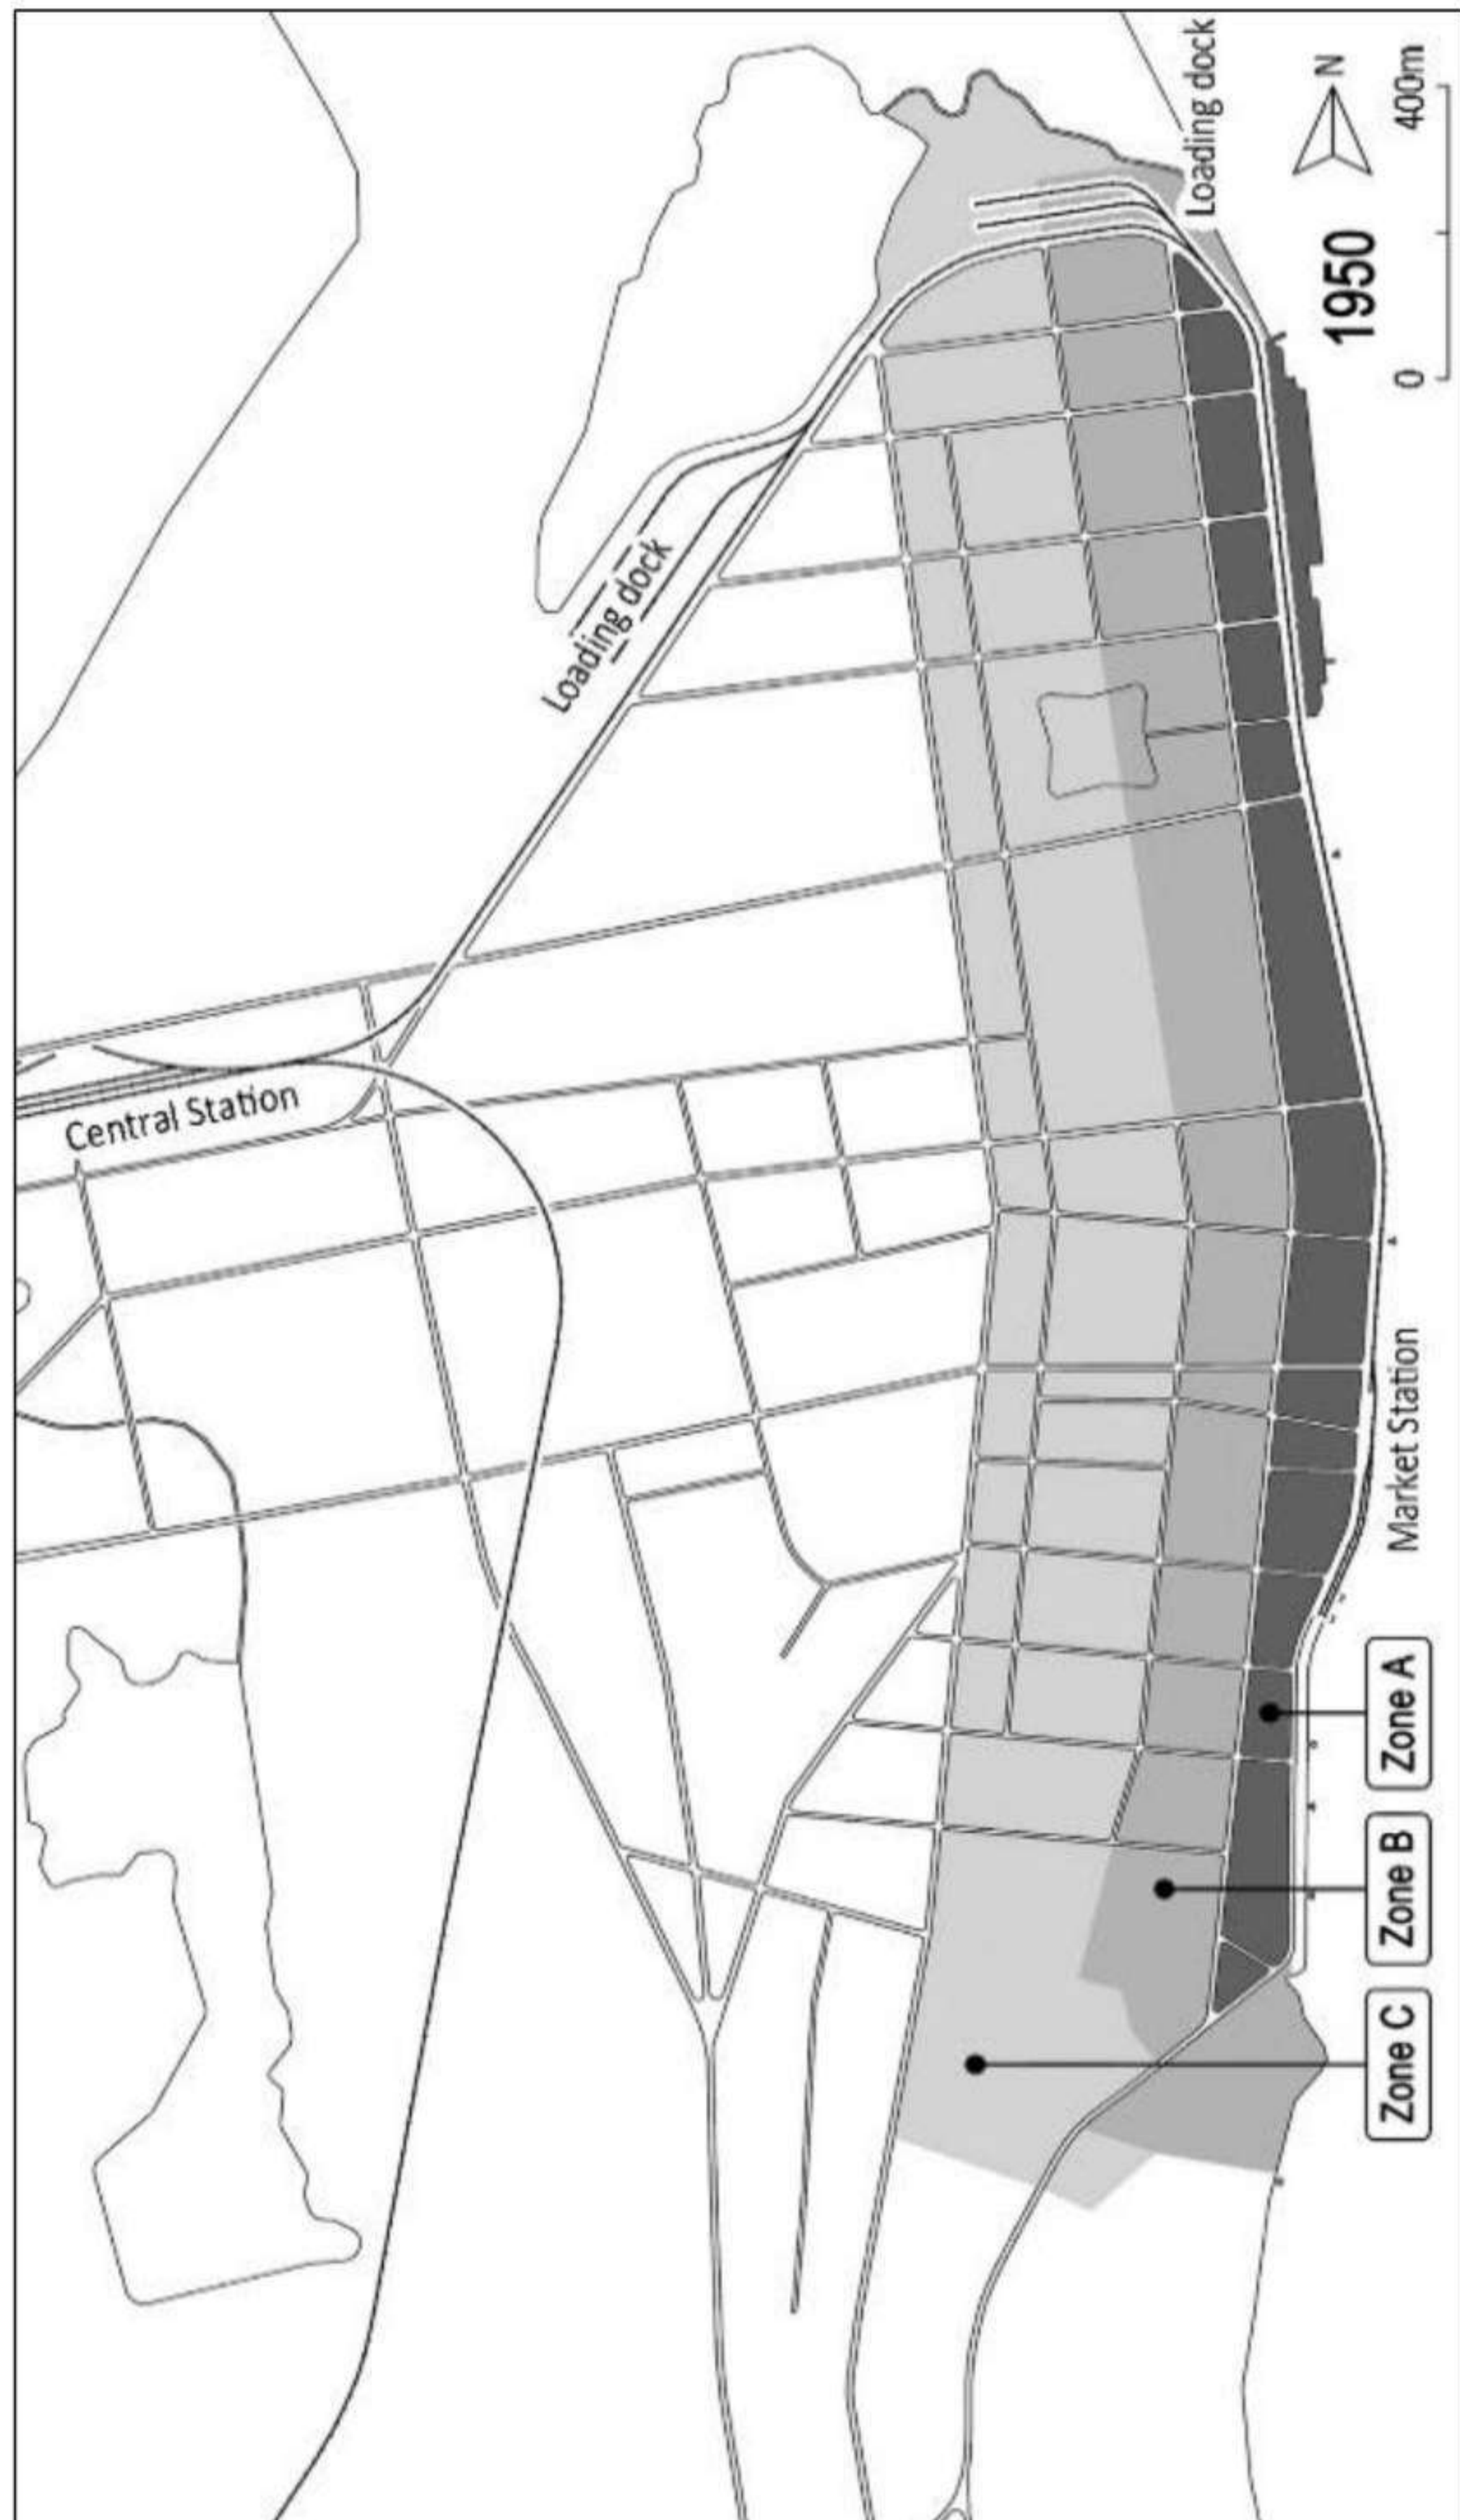 Loading dock
N
400m
0
1950
Loading dock
Central Station
Market Station
Zone A
Zone B
Zone C